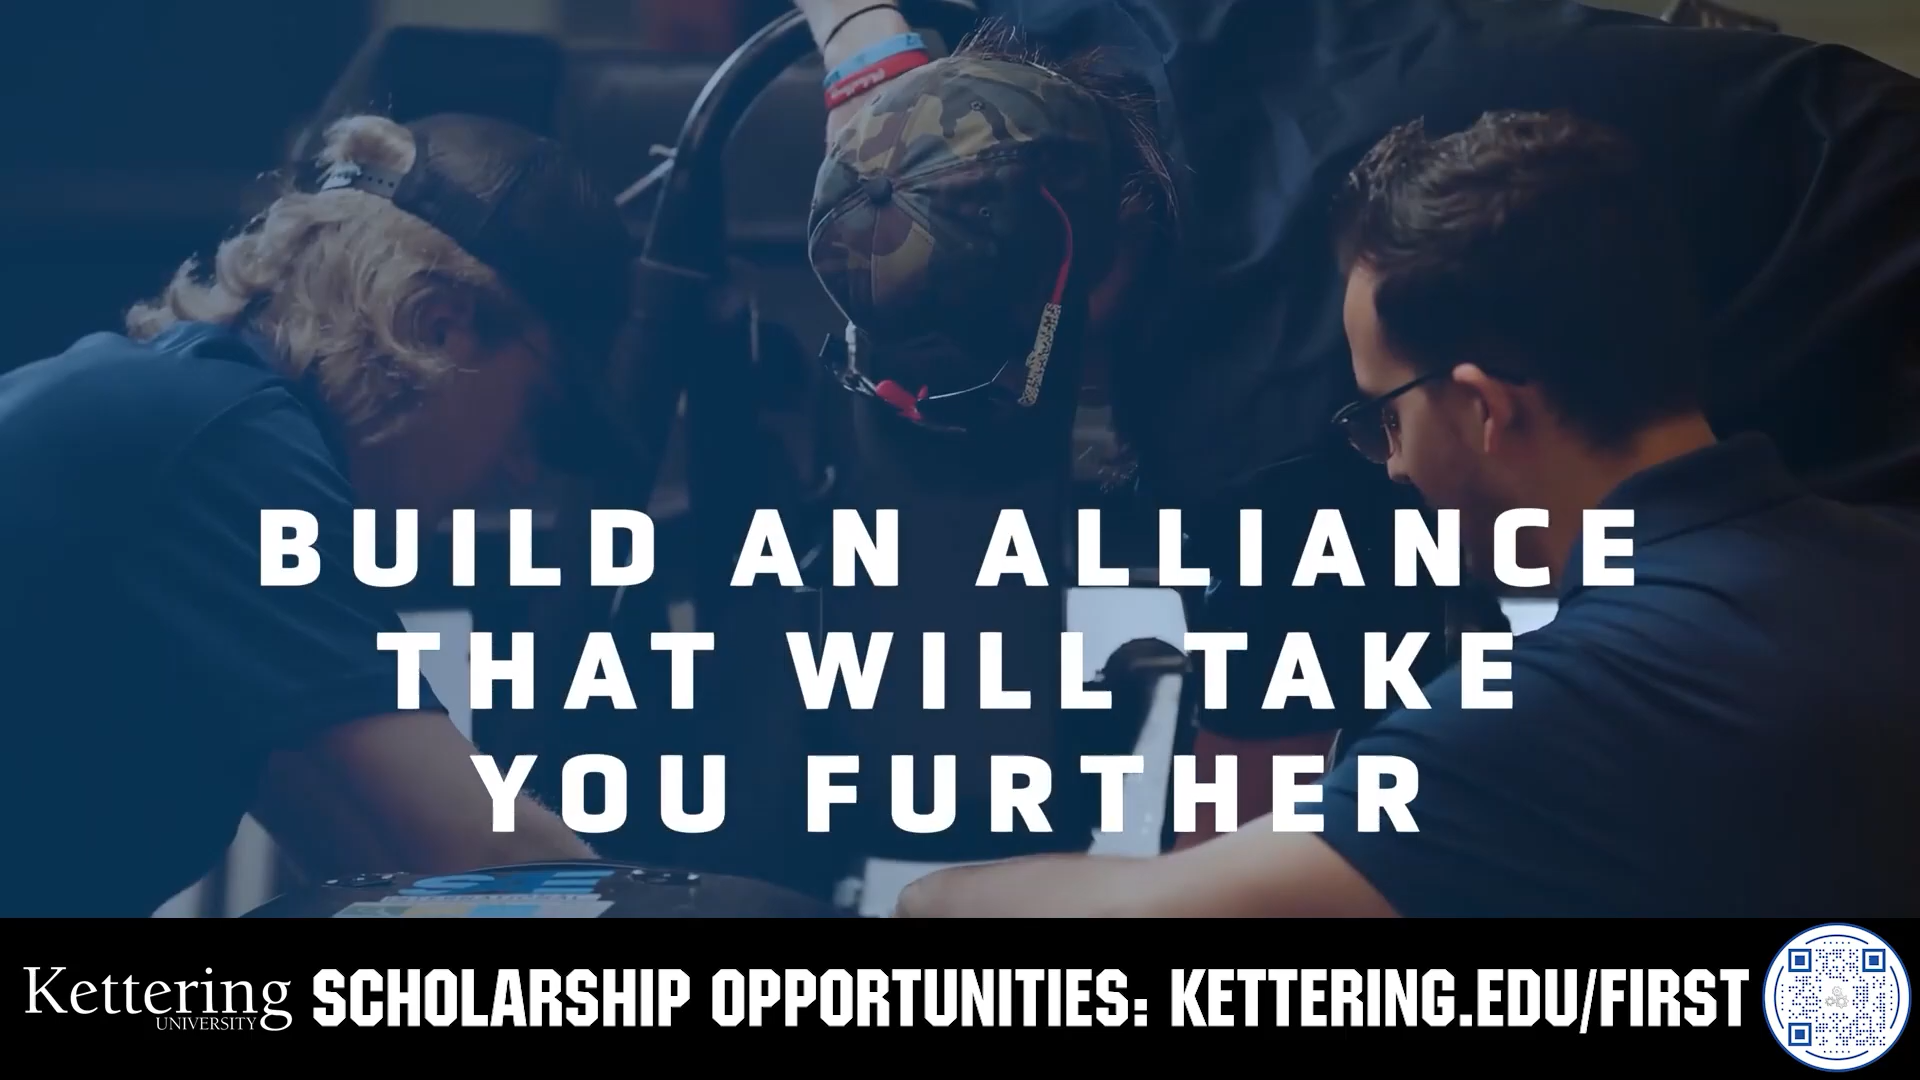 BUILD AN ALLIANCE
THAT WILL TAKE
YOU FURTHER
Kettering
UNIVERSITY
SCHOLARSHIP OPPORTUNITIES: KETTERING.EDU/FIRST